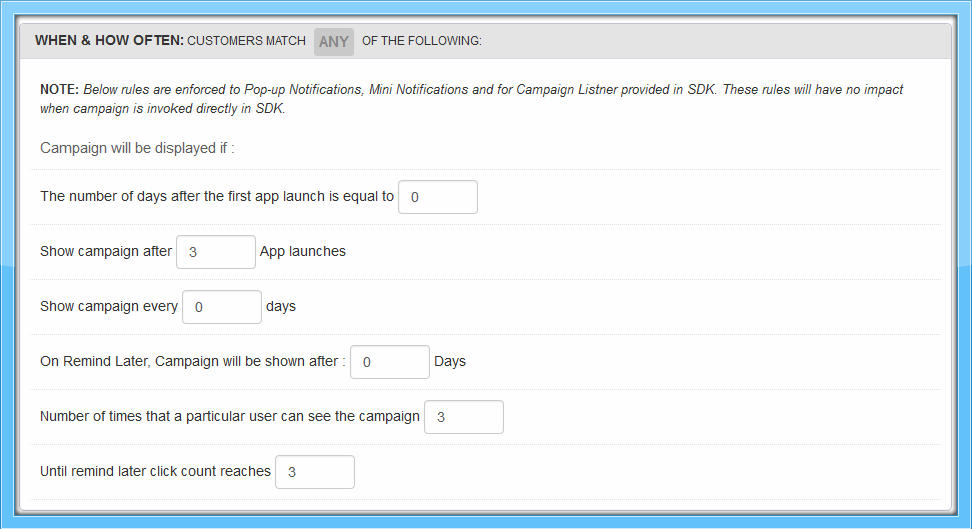 WHEN & HOW OFTEN: CUSTOMERS MATCH ANY OF THE FOLLOWING:
NOTE: Below rules are enforced to Pop-up Notifications, Mini Notifications and for Campaign Listner provided in SDK. These rules will have no impact
when campaign is invoked directly in SDK.
Campaign will be displayed if :
The number of days after the first app launch is equal to 0
Show campaign after 3 App launches
Show campaign every 0 days
On Remind Later, Campaign will be shown after : 0 Days
Number of times that a particular user can see the campaign 3
Until remind later click count reaches 3